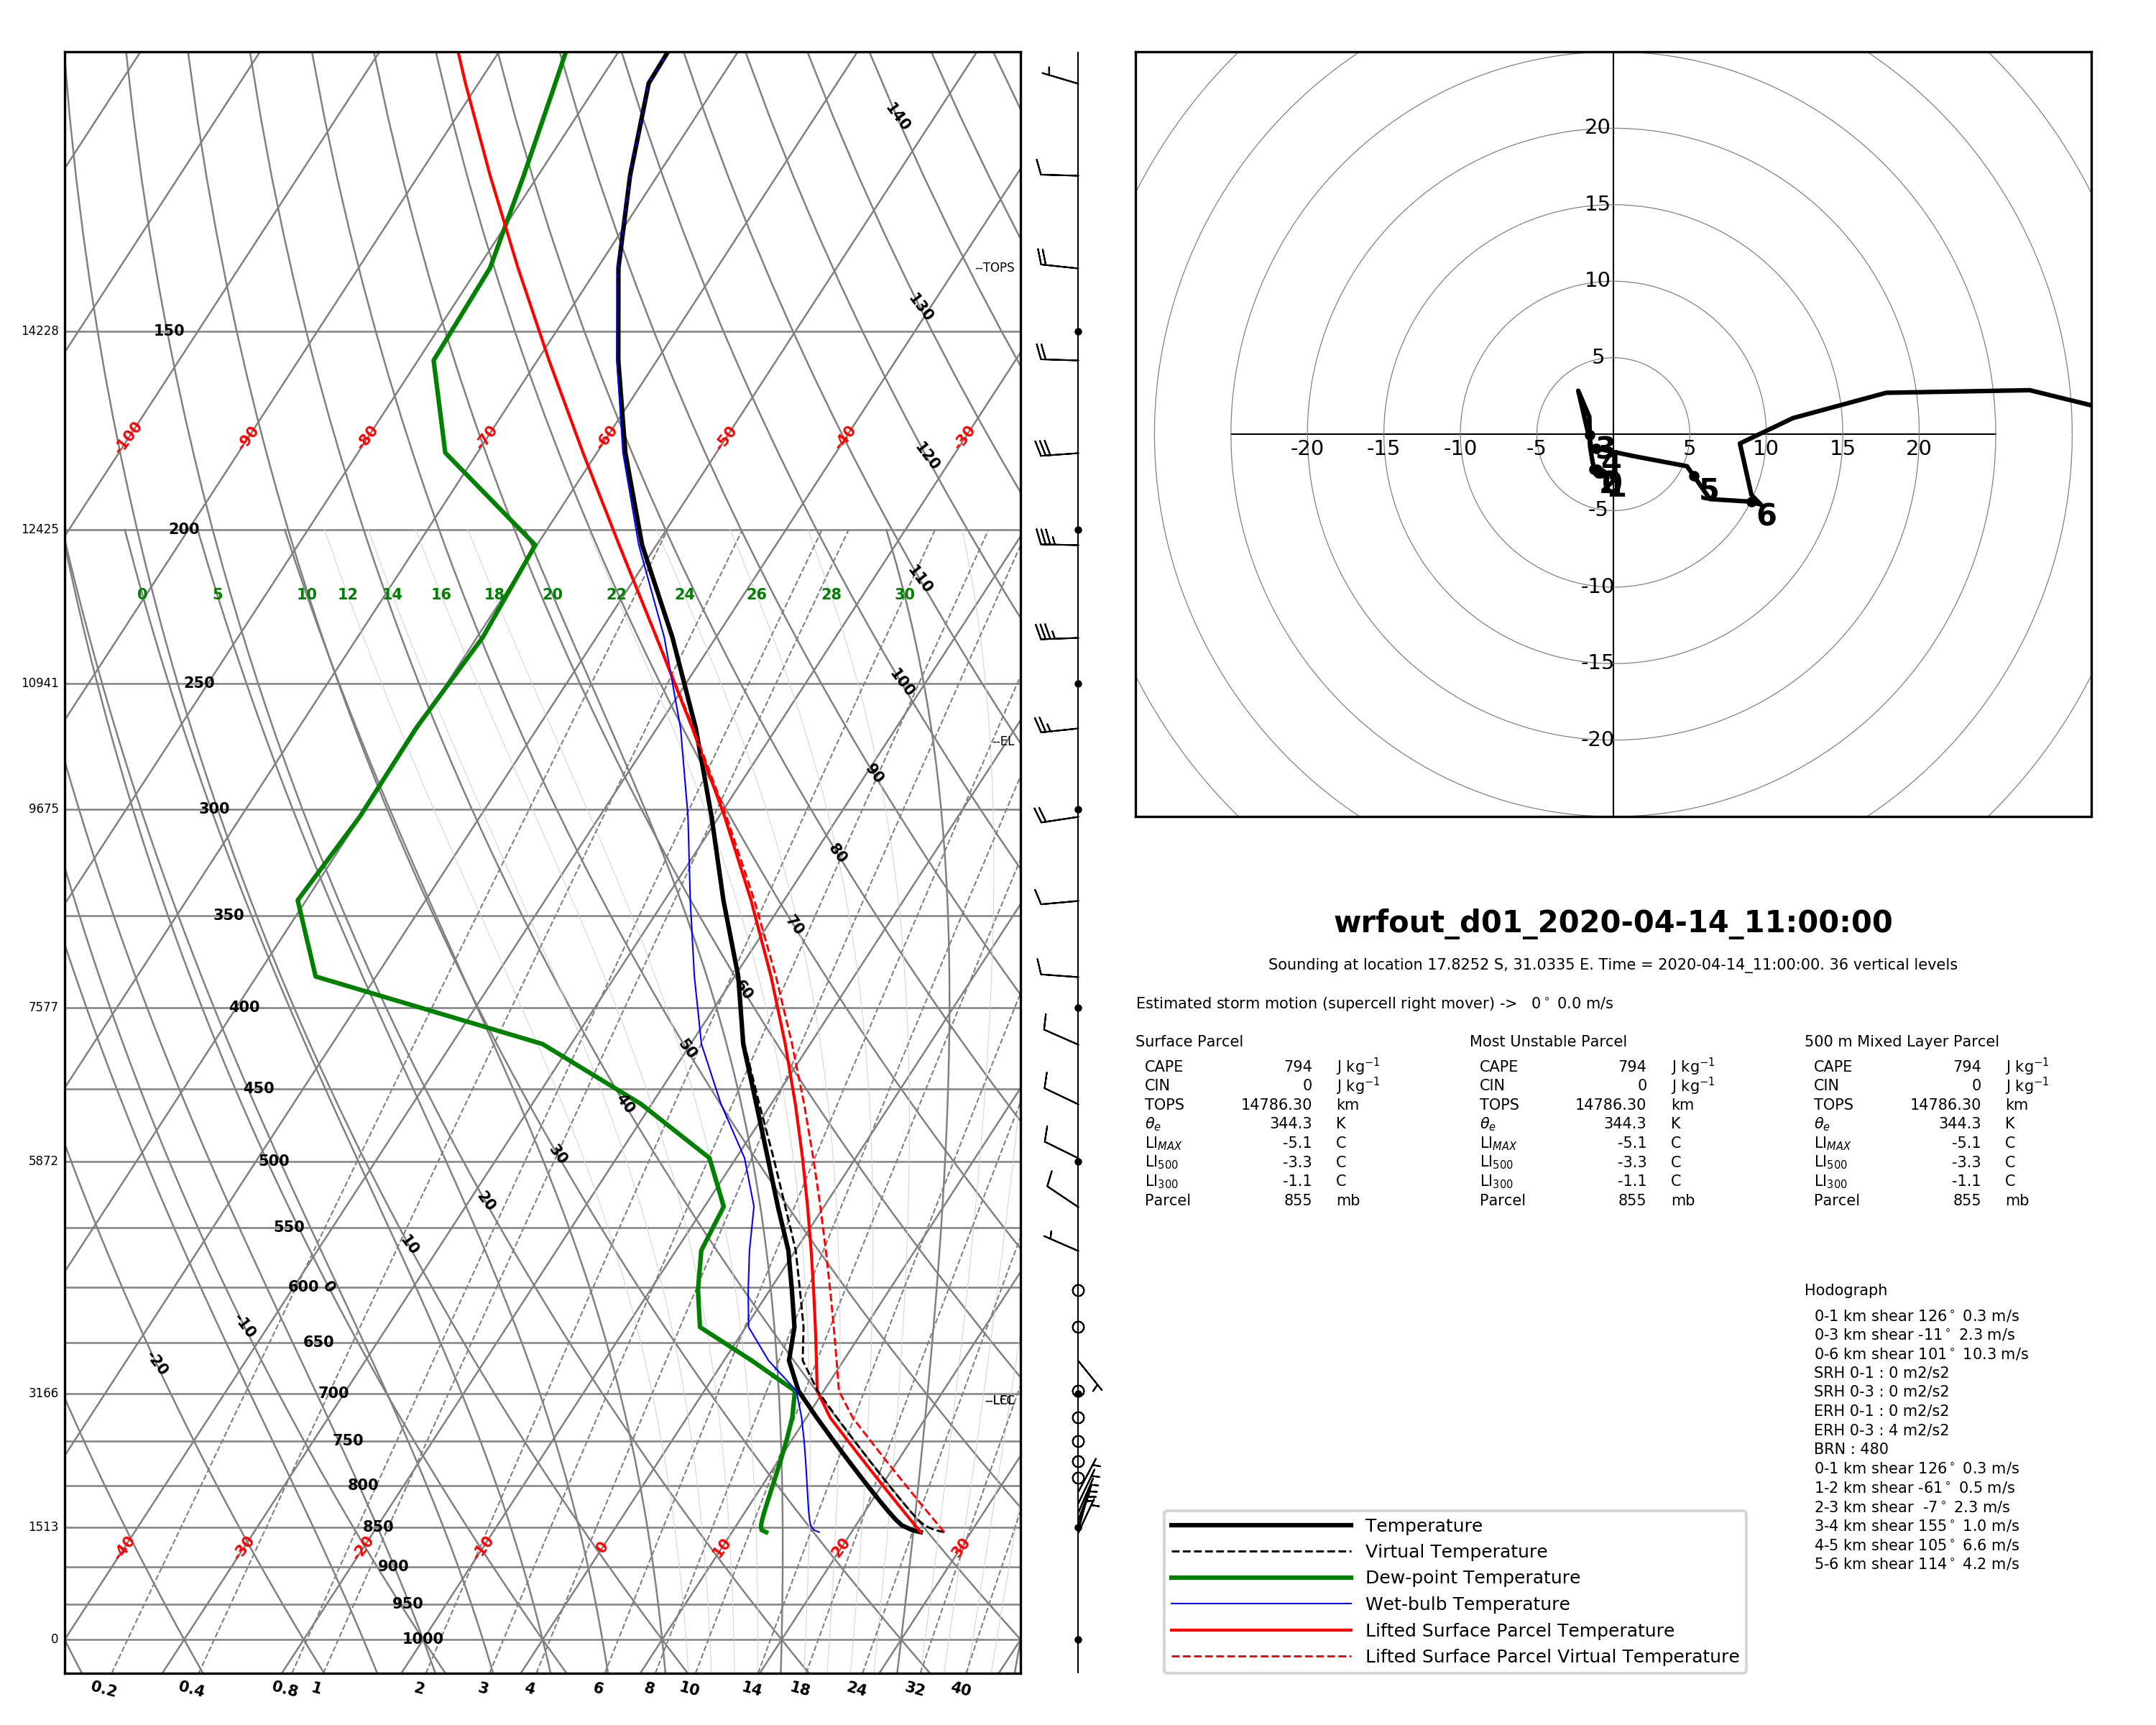 140
--TOPS
130
14228 150
-100 -90 -80 -70 -60 -50 -40 -30
120
12425 200
110
0 5 10 12 14 16 18 20 22 24 26 28 30
10941 250
100
--EL
90
9675 300
80
350
70
60
7577 400
50
450
40
5872 500
30
20
550
10
600 0
-10
650
-20
3166 700
750
800
1513 850
-40 -30 -20 -10 0 10 20 30
900
950
0 1000
0.2 0.4 0.8 1 2 3 4 6 8 10 14 18 24 32 40
20
15
10
5
-20 -15 -10 -5 5 10 15 20
3
4
1
5
6
-5
-10
-15
-20
wrfout_d01_2020-04-14_11:00:00
Sounding at location 17.8252 S, 31.0335 E. Time = 2020-04-14_11:00:00. 36 vertical levels
Estimated storm motion (supercell right mover) -> 0° 0.0 m/s
Surface Parcel
CAPE 794 J kg⁻¹
CIN 0 J kg⁻¹
TOPS 14786.30 km
θe 344.3 K
LIMAX -5.1 C
LI500 -3.3 C
LI300 -1.1 C
Parcel 855 mb
Most Unstable Parcel
CAPE 794 J kg⁻¹
CIN 0 J kg⁻¹
TOPS 14786.30 km
θe 344.3 K
LIMAX -5.1 C
LI500 -3.3 C
LI300 -1.1 C
Parcel 855 mb
500 m Mixed Layer Parcel
CAPE 794 J kg⁻¹
CIN 0 J kg⁻¹
TOPS 14786.30 km
θe 344.3 K
LIMAX -5.1 C
LI500 -3.3 C
LI300 -1.1 C
Parcel 855 mb
Hodograph
0-1 km shear 126° 0.3 m/s
0-3 km shear -11° 2.3 m/s
0-6 km shear 101° 10.3 m/s
SRH 0-1 : 0 m2/s2
SRH 0-3 : 0 m2/s2
ERH 0-1 : 0 m2/s2
ERH 0-3 : 4 m2/s2
BRN : 480
0-1 km shear 126° 0.3 m/s
1-2 km shear -61° 0.5 m/s
2-3 km shear -7° 2.3 m/s
3-4 km shear 155° 1.0 m/s
4-5 km shear 105° 6.6 m/s
5-6 km shear 114° 4.2 m/s
Temperature
Virtual Temperature
Dew-point Temperature
Wet-bulb Temperature
Lifted Surface Parcel Temperature
Lifted Surface Parcel Virtual Temperature